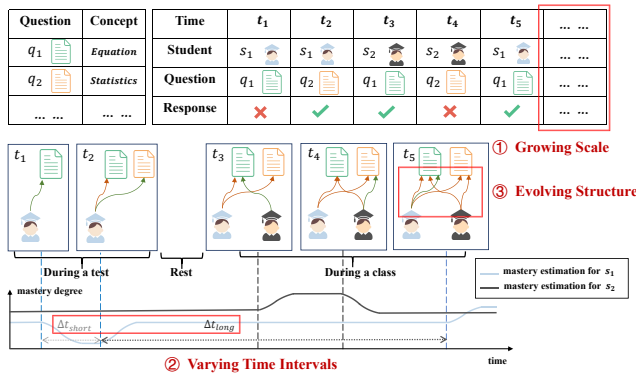 Question Concept
q1 Equation
q2 Statistics
... ... ... ...
Time t1 t2 t3 t4 t5 ... ...
Student s1 s1 s2 s2 s1 ... ...
Question q1 q2 q1 q2 q1 ... ...
Response ... ...
① Growing Scale
t1 t2 t3 t4 t5
③ Evolving Structure
During a test Rest During a class
mastery estimation for s1
mastery estimation for s2
mastery degree
Δtshort Δtlong
② Varying Time Intervals
time